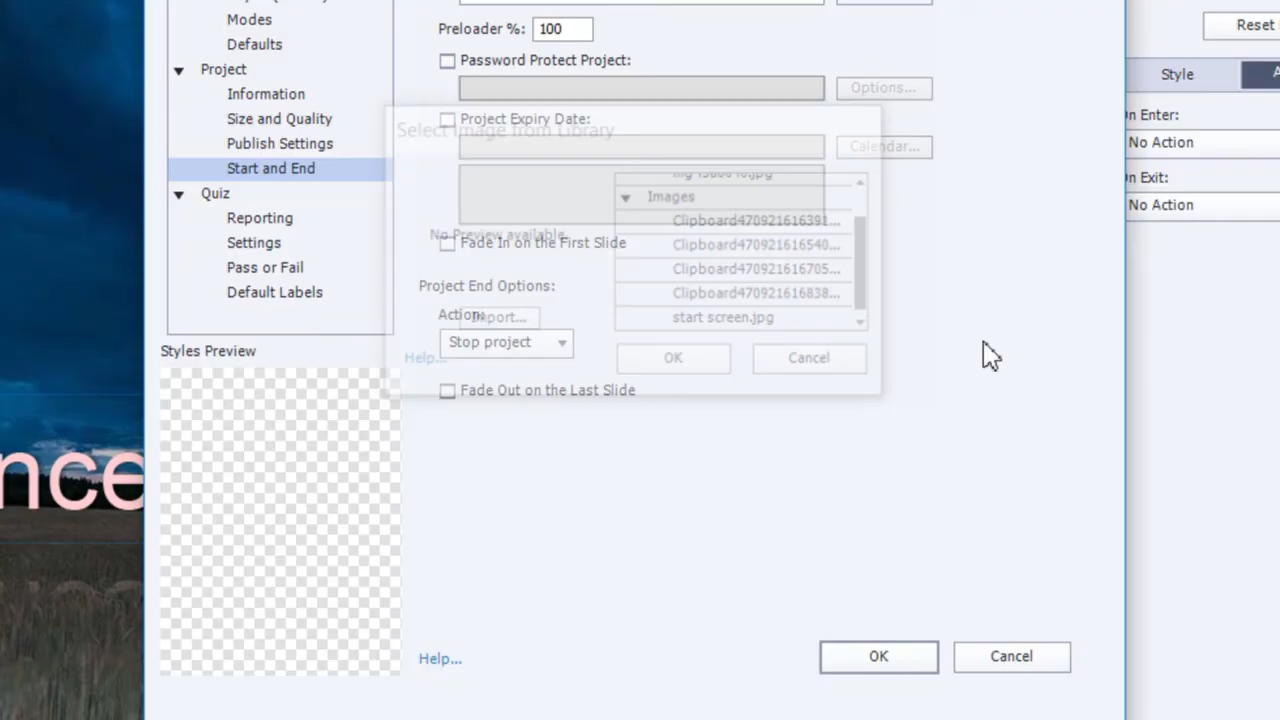 Modes
Defaults
Project
Information
Size and Quality
Publish Settings
Start and End
Quiz
Reporting
Settings
Pass or Fail
Default Labels
Styles Preview
nce
Preloader %: 100
Password Protect Project:
Options...
Project Expiry Date:
Calendar...
Select Image from Library
Images
Clipboard470921616391...
Clipboard470921616540...
Clipboard470921616705...
Clipboard470921616838...
start screen.jpg
No Preview available
Fade In on the First Slide
Project End Options:
Action:
Import...
Stop project
Help...
OK
Cancel
Fade Out on the Last Slide
Help...
OK
Cancel
Reset
Style
A
n Enter:
No Action
n Exit:
No Action